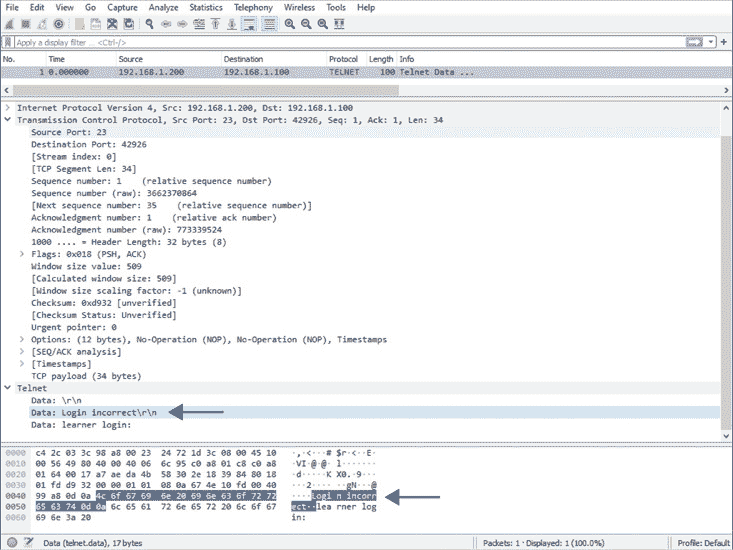 File Edit View Go Capture Analyze Statistics Telephony Wireless Tools Help
Apply a display filter ... <Ctrl-/>
No. Time Source Destination Protocol Length Info
1 0.000000 192.168.1.200 192.168.1.100 TELNET 100 Telnet Data ...
Internet Protocol Version 4, Src: 192.168.1.200, Dst: 192.168.1.100
Transmission Control Protocol, Src Port: 23, Dst Port: 42926, Seq: 1, Ack: 1, Len: 34
Source Port: 23
Destination Port: 42926
[Stream index: 0]
[TCP Segment Len: 34]
Sequence number: 1 (relative sequence number)
Sequence number (raw): 3662370864
[Next sequence number: 35 (relative sequence number)]
Acknowledgment number: 1 (relative ack number)
Acknowledgment number (raw): 773339524
1000 .... = Header Length: 32 bytes (8)
Flags: 0x018 (PSH, ACK)
Window size value: 509
[Calculated window size: 509]
[Window size scaling factor: -1 (unknown)]
Checksum: 0xd932 [unverified]
[Checksum Status: Unverified]
Urgent pointer: 0
Options: (12 bytes), No-Operation (NOP), No-Operation (NOP), Timestamps
[SEQ/ACK analysis]
[Timestamps]
TCP payload (34 bytes)
Telnet
Data: \r\n
Data: Login incorrect\r\n
Data: learner login:
0000 c4 2c 03 3c 98 a8 00 23 24 72 1d 3c 08 00 45 10
0010 00 56 49 80 40 00 40 06 6c 95 c0 a8 01 c8 c0 a8
0020 01 64 00 17 a7 ae da 4b 58 30 2e 18 39 84 80 18
0030 01 fd d9 32 00 00 01 01 08 0a 67 4e 10 fd 00 40
0040 99 a8 0d 0a 4c 6f 67 69 6e 20 69 6e 63 6f 72 72 ····Logi n incorr
0050 65 63 74 0d 0a 6c 65 61 72 6e 65 72 20 6c 6f 67 ect··lea rner log
0060 69 6e 3a 20 in:
Data (telnet.data), 17 bytes Packets: 1 · Displayed: 1 (100.0%) Profile: Default